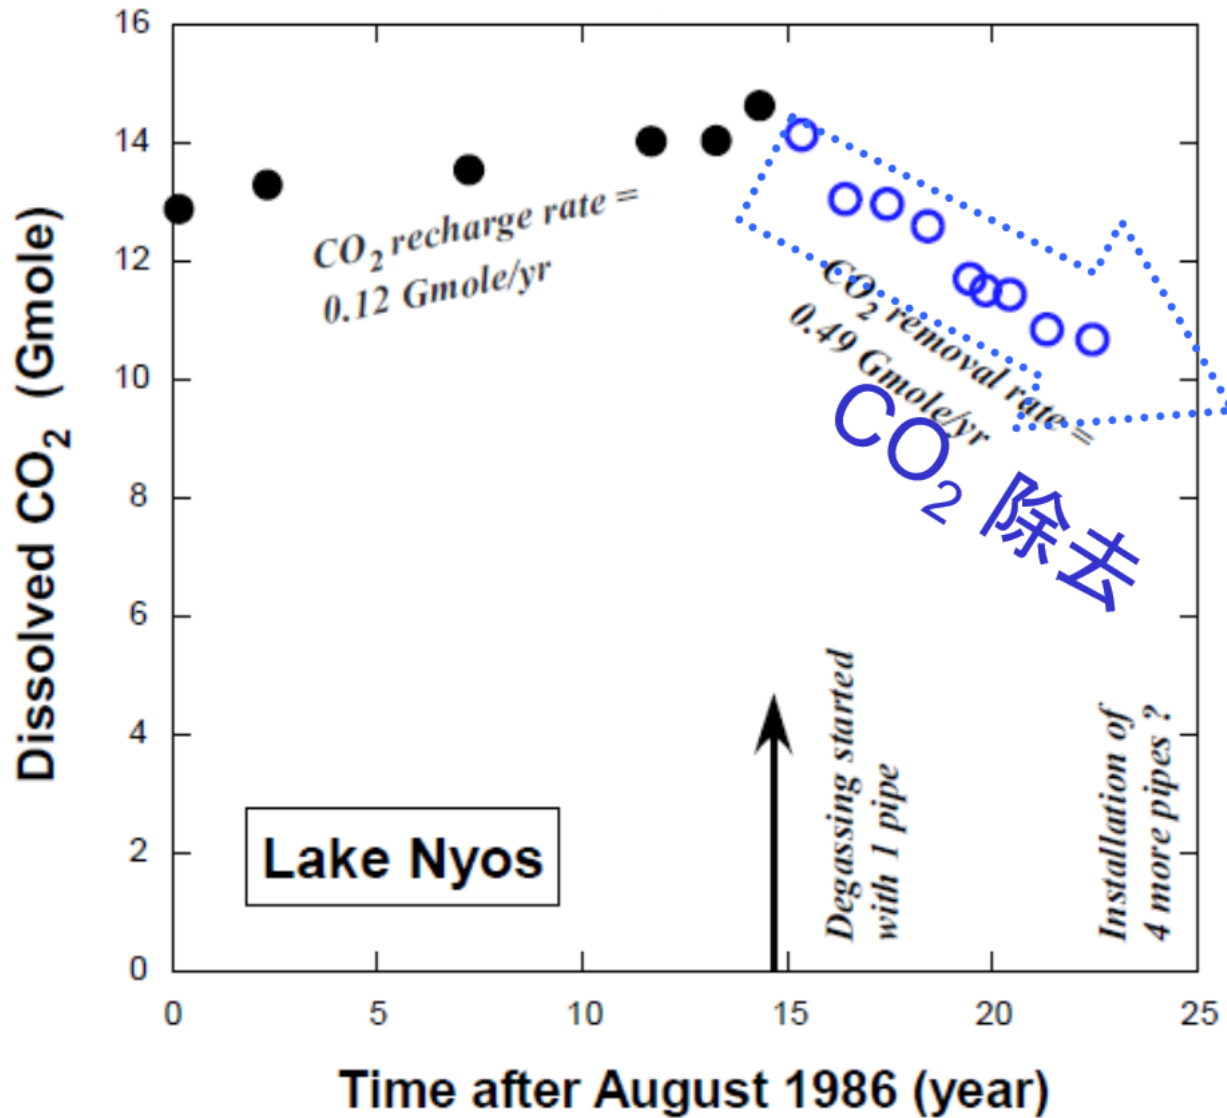 16
14
12
10
8
6
4
2
0
0 5 10 15 20 25
Dissolved CO₂ (Gmole)
Time after August 1986 (year)
CO₂ recharge rate =
0.12 Gmole/yr
CO₂ removal rate =
0.49 Gmole/yr
CO₂ 除去
Lake Nyos
Degassing started
with 1 pipe
Installation of
4 more pipes ?